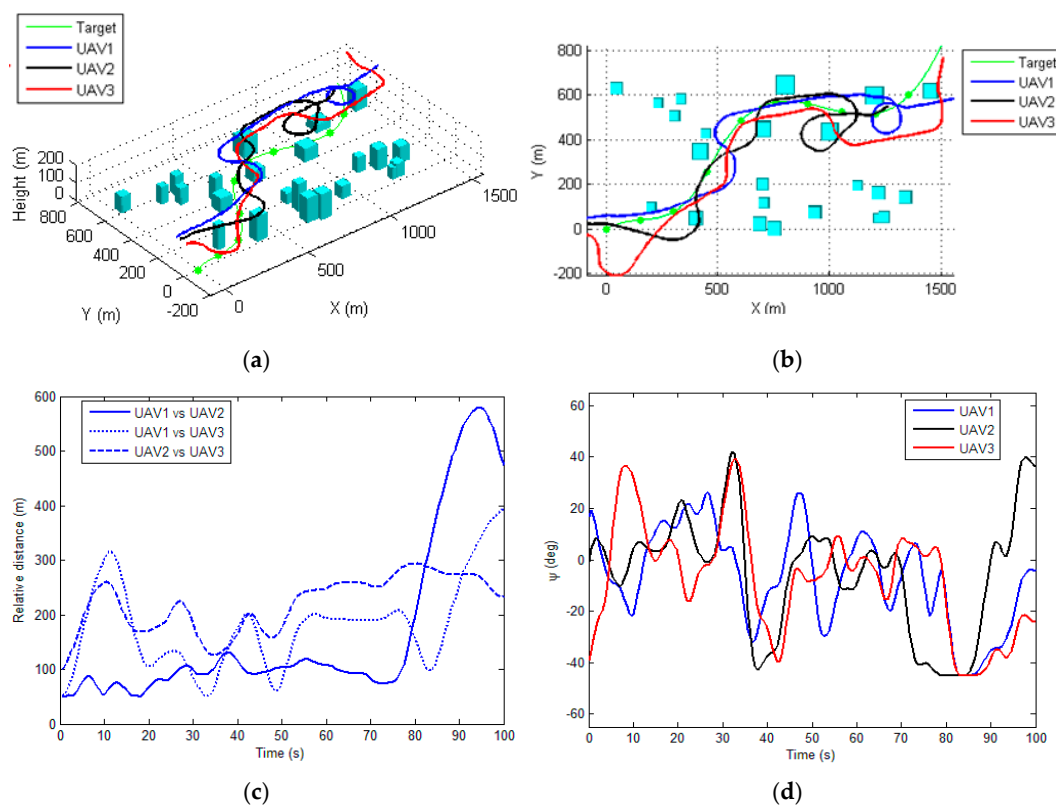 Target
UAV1
UAV2
UAV3
Height (m)
200
100
0
800
600
400
200
0
-200
Y (m)
0
500
1000
1500
X (m)
(a)
Target
UAV1
UAV2
UAV3
Y (m)
800
600
400
200
0
-200
0
500
1000
1500
X (m)
(b)
UAV1 vs UAV2
UAV1 vs UAV3
UAV2 vs UAV3
Relative distance (m)
600
500
400
300
200
100
0
0 10 20 30 40 50 60 70 80 90 100
Time (s)
(c)
UAV1
UAV2
UAV3
ψ (deg)
60
40
20
0
-20
-40
-60
0 10 20 30 40 50 60 70 80 90 100
Time (s)
(d)